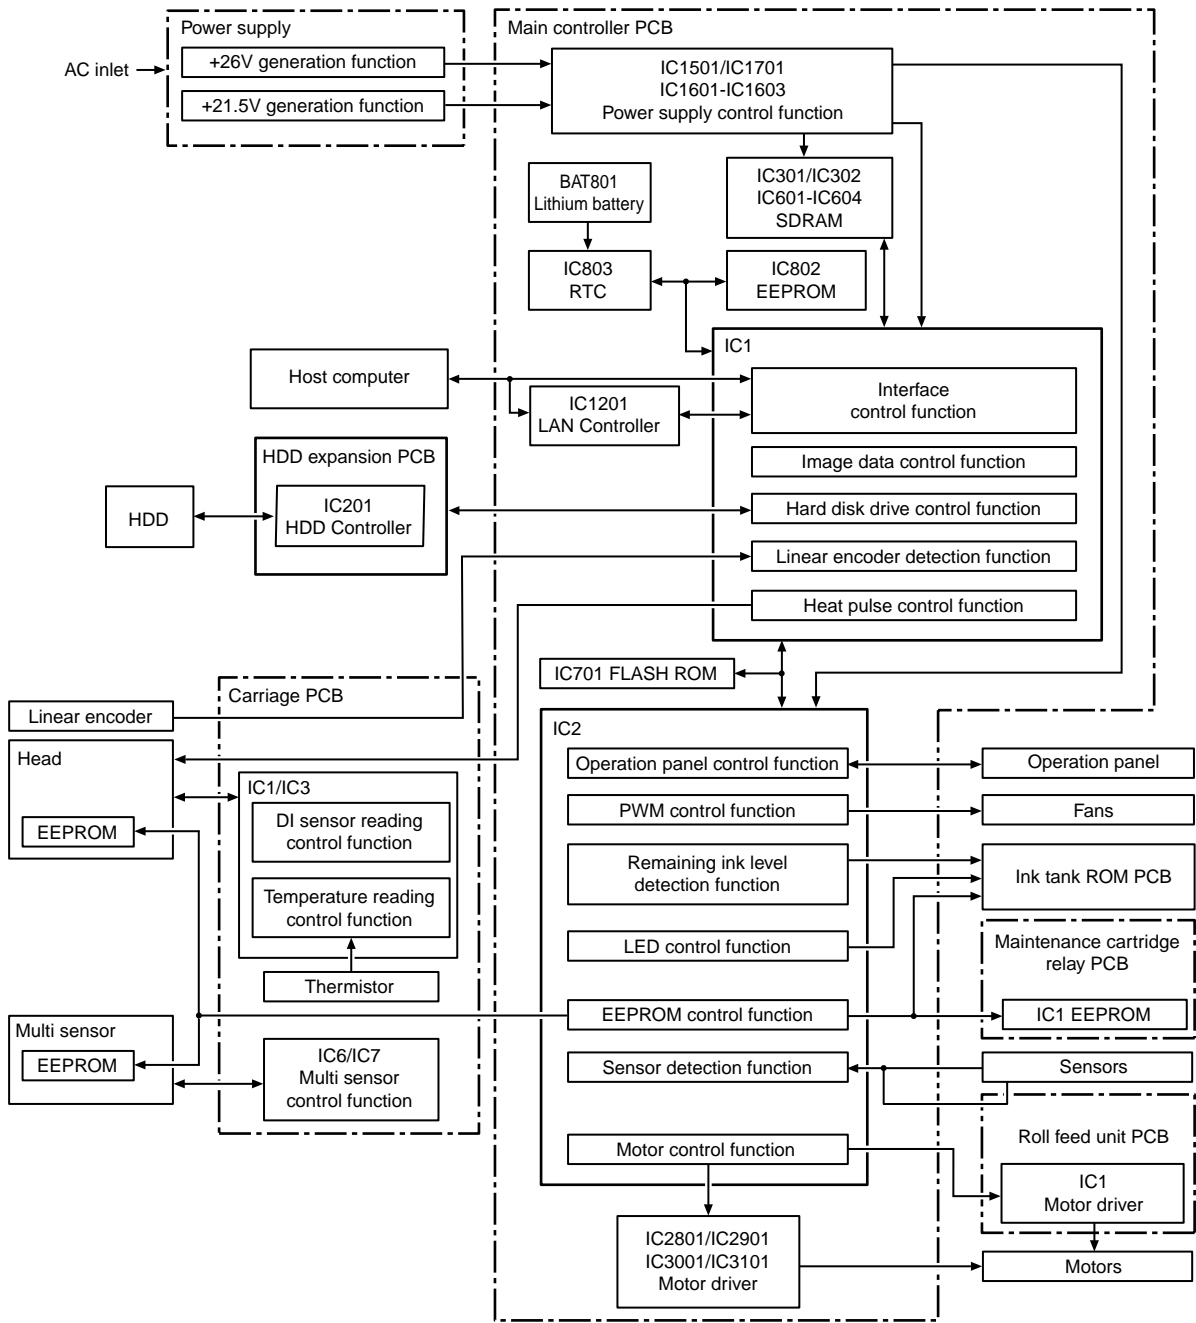 Power supply
AC inlet
+26V generation function
+21.5V generation function
Main controller PCB
IC1501/IC1701
IC1601-IC1603
Power supply control function
BAT801
Lithium battery
IC301/IC302
IC601-IC604
SDRAM
IC803
RTC
IC802
EEPROM
IC1
Host computer
IC1201
LAN Controller
Interface
control function
HDD expansion PCB
HDD
IC201
HDD Controller
Image data control function
Hard disk drive control function
Linear encoder detection function
Heat pulse control function
IC701 FLASH ROM
Carriage PCB
Linear encoder
Head
EEPROM
IC1/IC3
DI sensor reading
control function
Temperature reading
control function
Thermistor
Multi sensor
EEPROM
IC6/IC7
Multi sensor
control function
IC2
Operation panel control function
PWM control function
Remaining ink level
detection function
LED control function
EEPROM control function
Sensor detection function
Motor control function
IC2801/IC2901
IC3001/IC3101
Motor driver
Operation panel
Fans
Ink tank ROM PCB
Maintenance cartridge
relay PCB
IC1 EEPROM
Sensors
Roll feed unit PCB
IC1
Motor driver
Motors